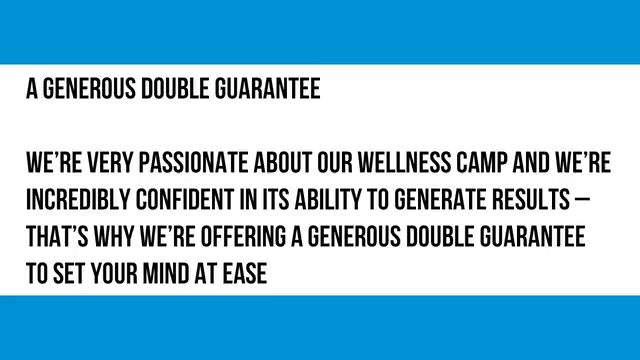 A GENEROUS DOUBLE GUARANTEE
WE’RE VERY PASSIONATE ABOUT OUR WELLNESS CAMP AND WE’RE
INCREDIBLY CONFIDENT IN ITS ABILITY TO GENERATE RESULTS –
THAT’S WHY WE’RE OFFERING A GENEROUS DOUBLE GUARANTEE
TO SET YOUR MIND AT EASE